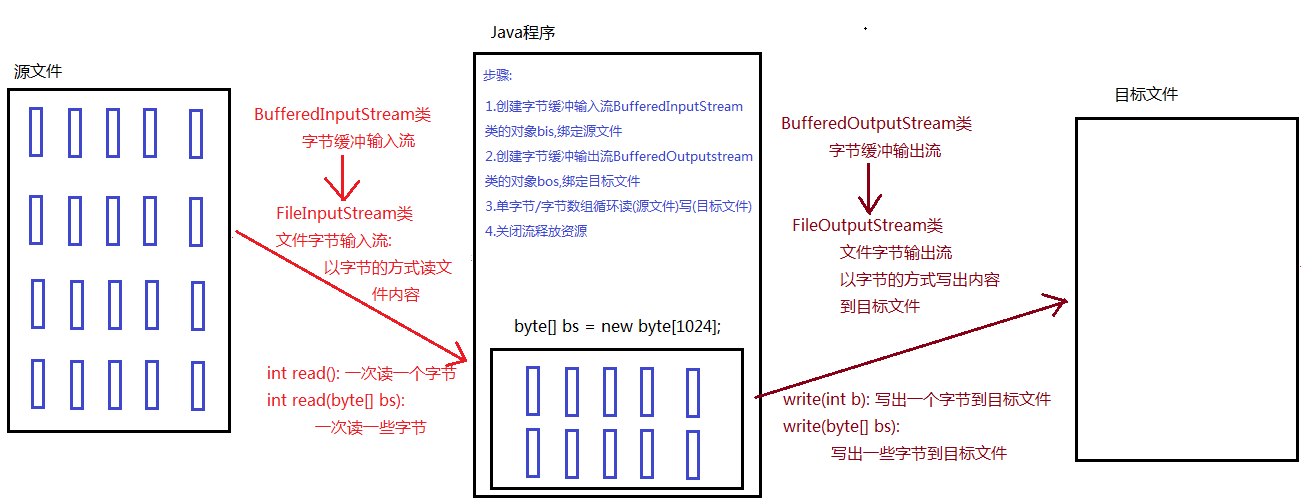 源文件
BufferedInputStream类
字节缓冲输入流
FileInputStream类
文件字节输入流:
以字节的方式读文
件内容
int read(): 一次读一个字节
int read(byte[] bs):
一次读一些字节
Java程序
步骤:
1.创建字节缓冲输入流BufferedInputStream
类的对象bis,绑定源文件
2.创建字节缓冲输出流BufferedOutputstream
类的对象bos,绑定目标文件
3.单字节/字节数组循环读(源文件)写(目标文件)
4.关闭流释放资源
byte[] bs = new byte[1024];
BufferedOutputStream类
字节缓冲输出流
FileOutputStream类
文件字节输出流
以字节的方式写出内容
到目标文件
write(int b): 写出一个字节到目标文件
write(byte[] bs):
写出一些字节到目标文件
目标文件